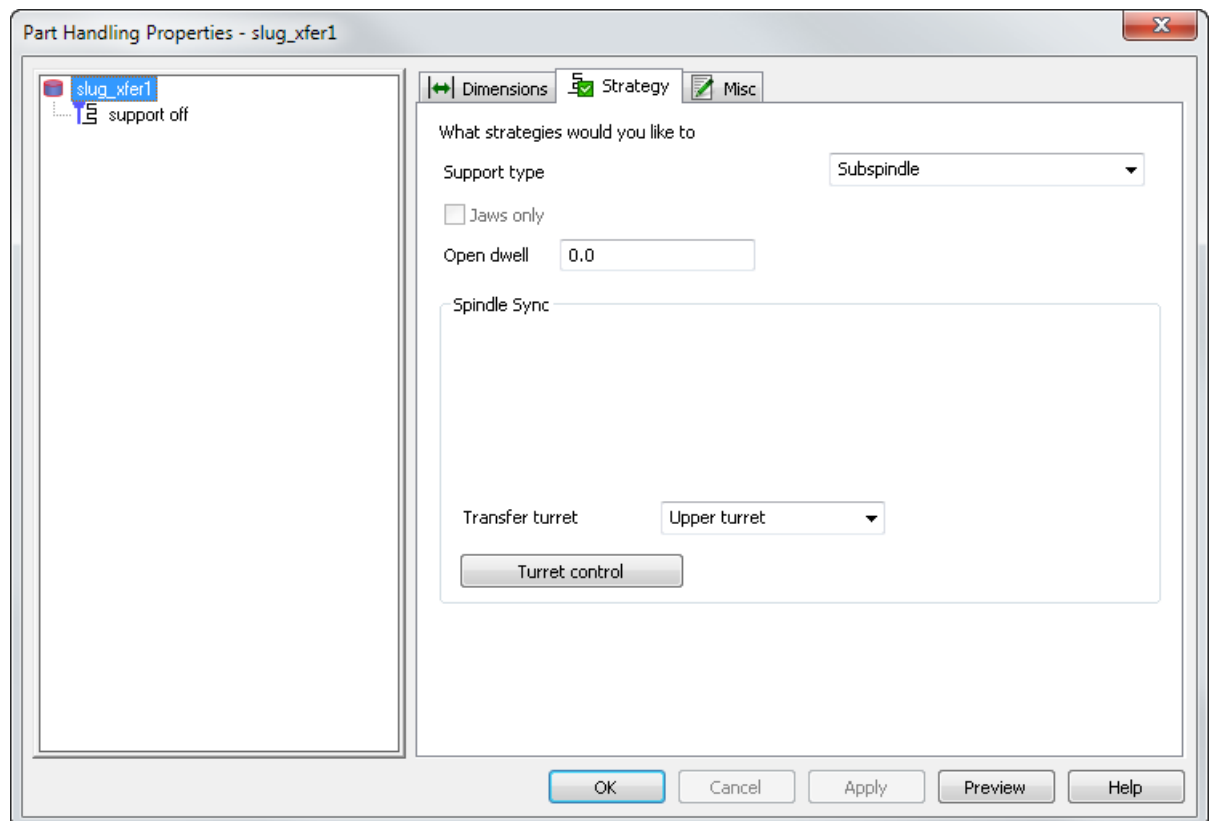 Part Handling Properties - slug_xfer1
slug_xfer1
support off
Dimensions
Strategy
Misc
What strategies would you like to
Support type
Subspindle
Jaws only
Open dwell
0.0
Spindle Sync
Transfer turret
Upper turret
Turret control
OK
Cancel
Apply
Preview
Help